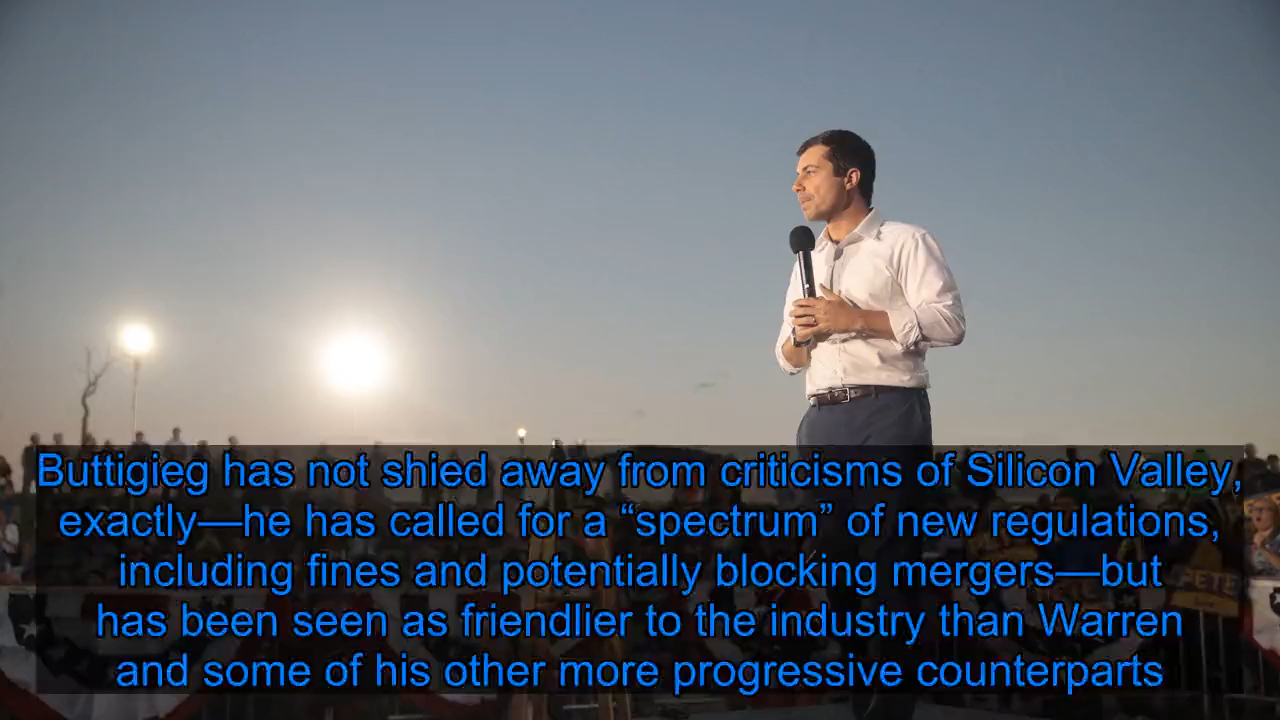 Buttigieg has not shied away from criticisms of Silicon Valley,
exactly—he has called for a “spectrum” of new regulations,
including fines and potentially blocking mergers—but
has been seen as friendlier to the industry than Warren
and some of his other more progressive counterparts
PETE